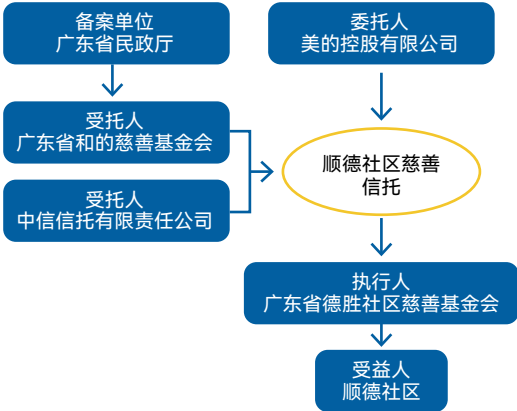 备案单位
广东省民政厅
委托人
美的控股有限公司
受托人
广东省和的慈善基金会
受托人
中信信托有限责任公司
顺德社区慈善
信托
执行人
广东省德胜社区慈善基金会
受益人
顺德社区